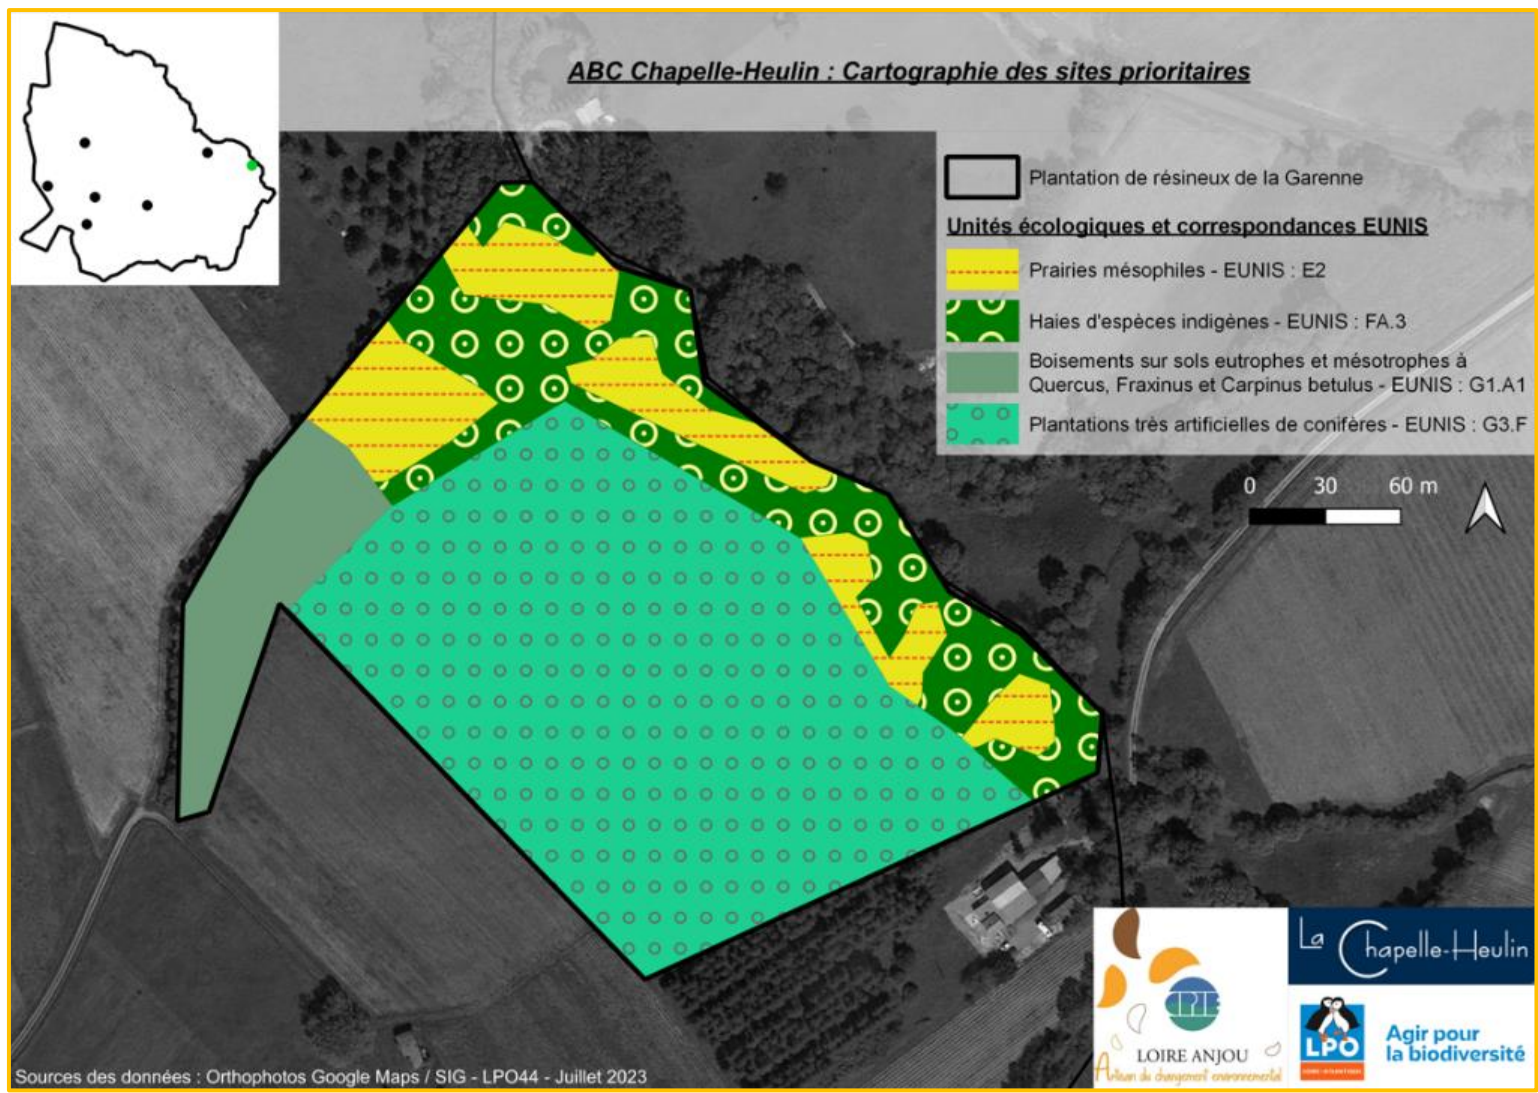 ABC Chapelle-Heulin : Cartographie des sites prioritaires
Plantation de résineux de la Garenne
Unités écologiques et correspondances EUNIS
Prairies mésophiles - EUNIS : E2
Haies d'espèces indigènes - EUNIS : FA.3
Boisements sur sols eutrophes et mésotrophes à
Quercus, Fraxinus et Carpinus betulus - EUNIS : G1.A1
Plantations très artificielles de conifères - EUNIS : G3.F
0 30 60 m
La Chapelle-Heulin
CPIE
LOIRE ANJOU
Artisan du changement environnemental
LPO
LOIRE-ATLANTIQUE
Agir pour
la biodiversité
Sources des données : Orthophotos Google Maps / SIG - LPO44 - Juillet 2023